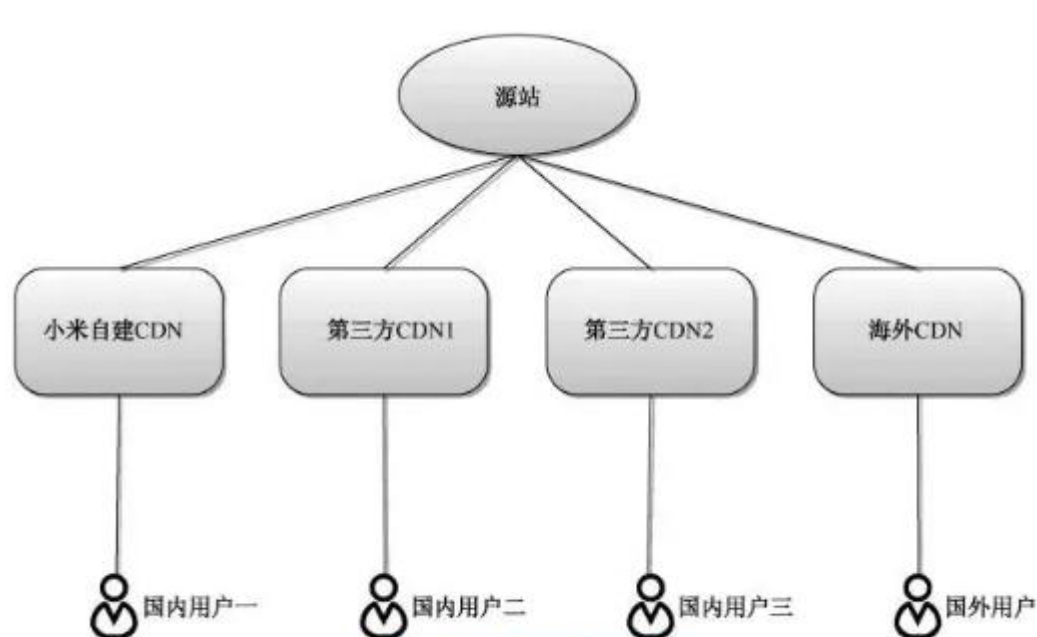 源站
小米自建CDN
第三方CDN1
第三方CDN2
海外CDN
国内用户一
国内用户二
国内用户三
国外用户